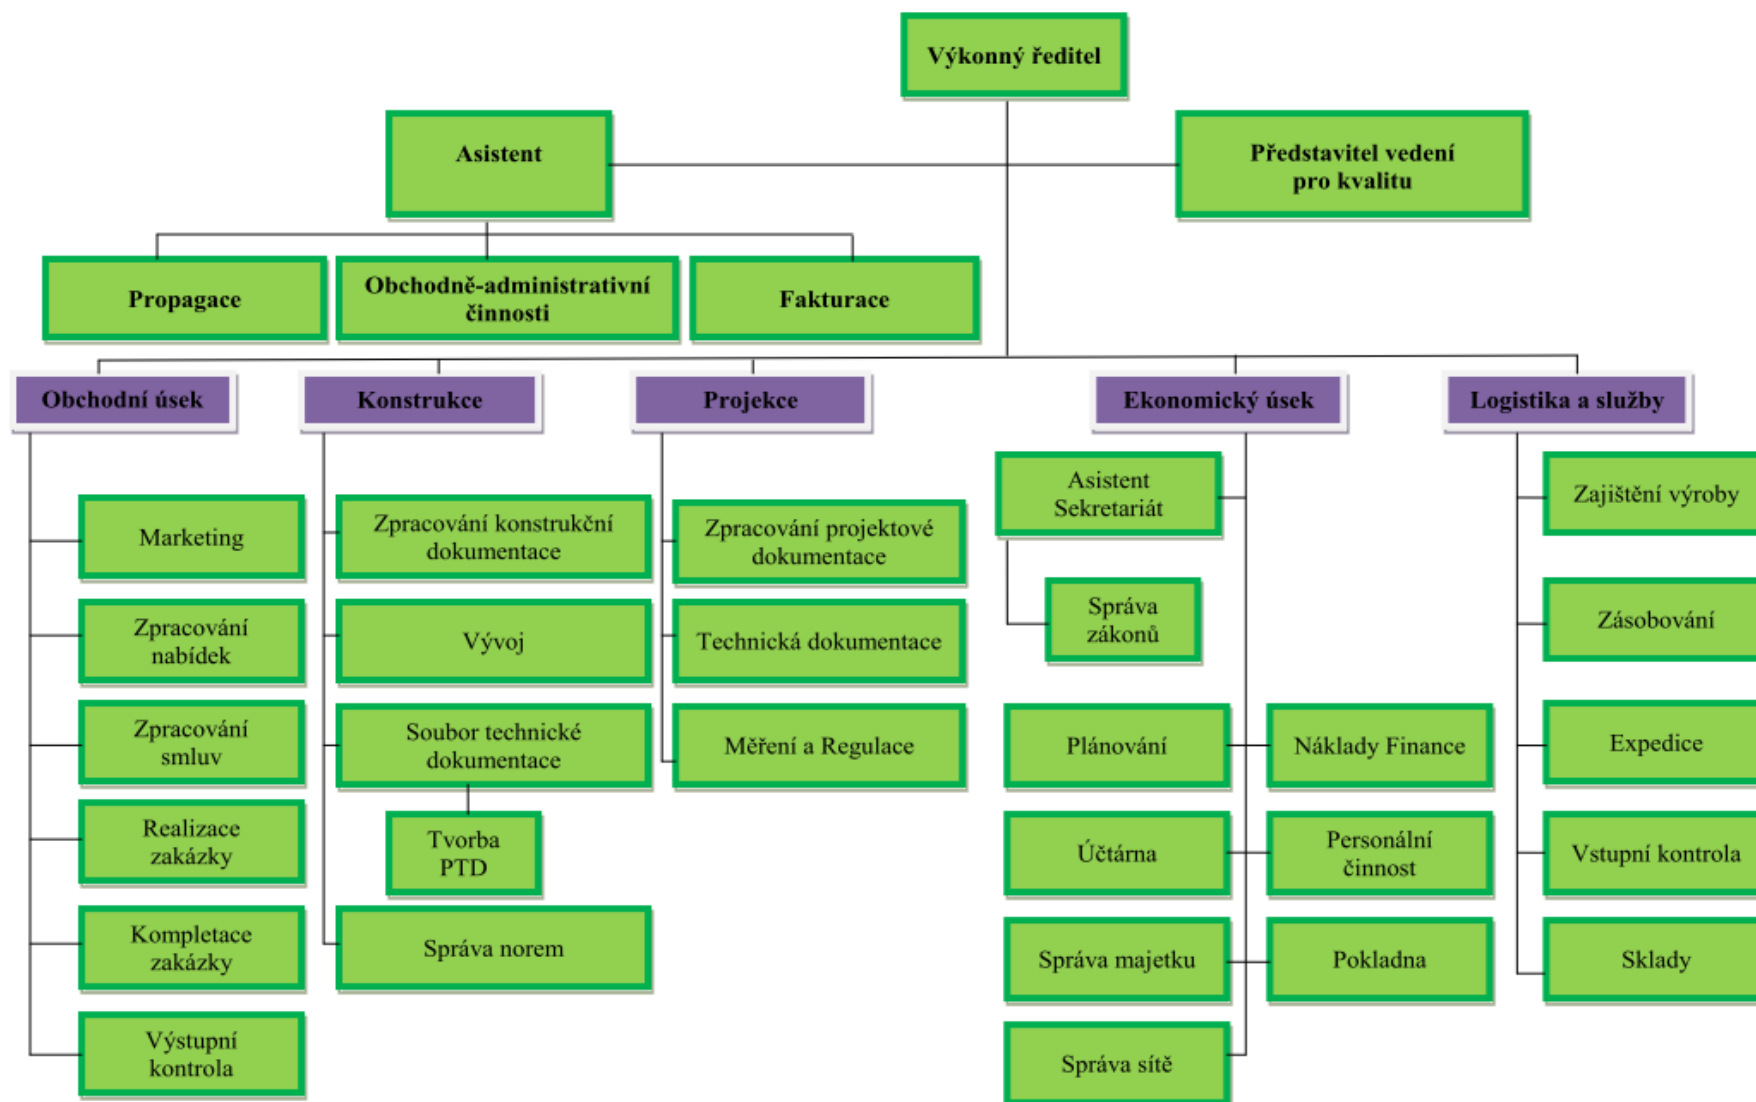 Výkonný ředitel
Asistent
Představitel vedení
pro kvalitu
Propagace
Obchodně-administrativní
činnosti
Fakturace
Obchodní úsek
Konstrukce
Projekce
Ekonomický úsek
Logistika a služby
Marketing
Zpracování
nabídek
Zpracování
smluv
Realizace
zakázky
Kompletace
zakázky
Výstupní
kontrola
Zpracování konstrukční
dokumentace
Vývoj
Soubor technické
dokumentace
Tvorba
PTD
Správa norem
Zpracování projektové
dokumentace
Technická dokumentace
Měření a Regulace
Asistent
Sekretariát
Správa
zákonů
Plánování
Náklady Finance
Účtárna
Personální
činnost
Správa majetku
Pokladna
Správa sítě
Zajištění výroby
Zásobování
Expedice
Vstupní kontrola
Sklady